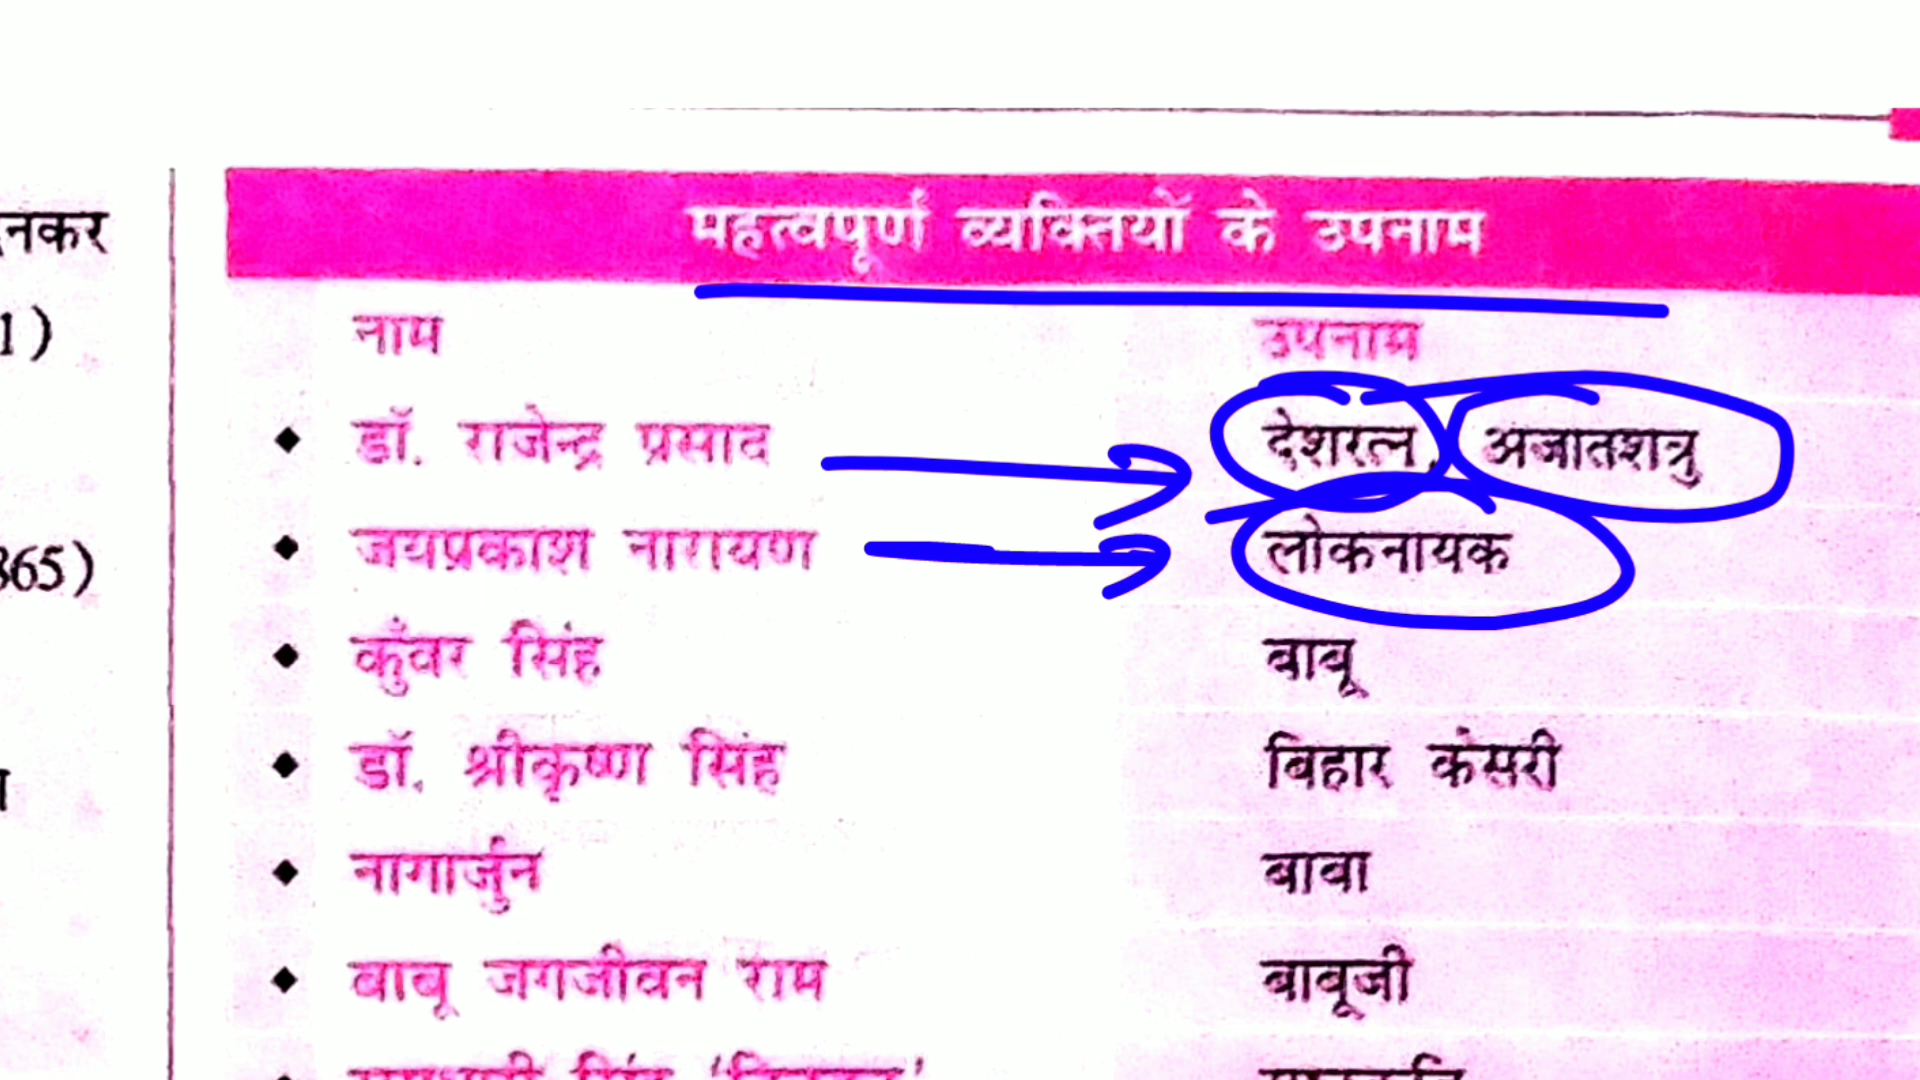 नकर
1)
365)
महत्वपूर्ण व्यक्तियों के उपनाम
नाम उपनाम
डॉ. राजेन्द्र प्रसाद देशरत्न, अजातशत्रु
जयप्रकाश नारायण लोकनायक
कुँवर सिंह बाबू
डॉ. श्रीकृष्ण सिंह बिहार केसरी
नागार्जुन बाबा
बाबू जगजीवन राम बाबूजी